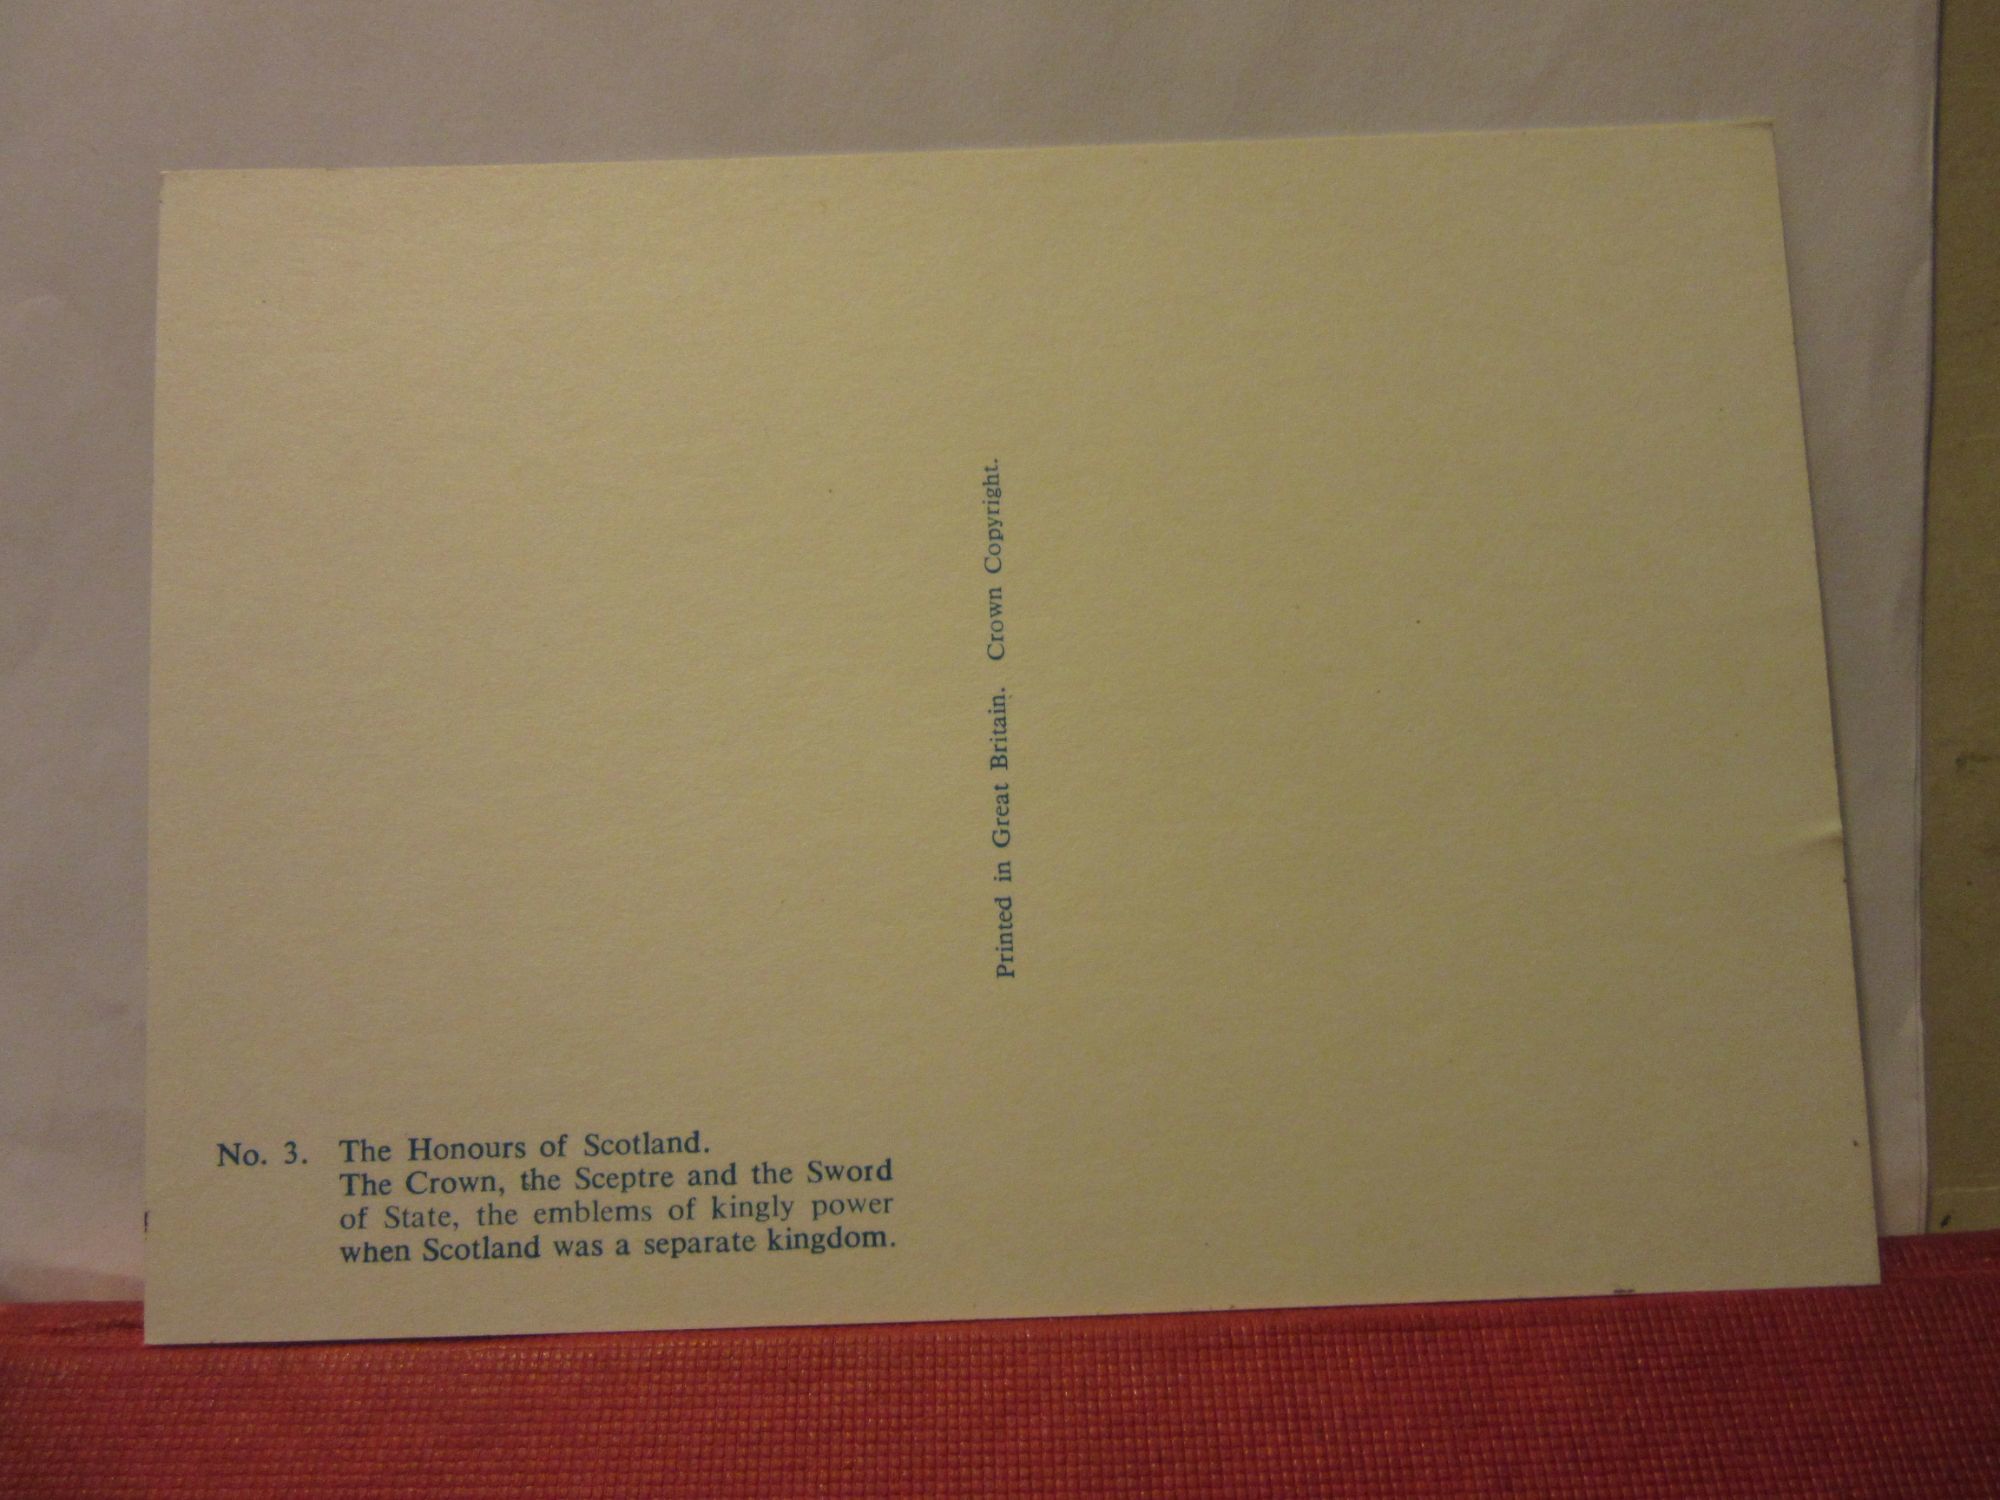 Printed in Great Britain. Crown Copyright.
No. 3. The Honours of Scotland.
The Crown, the Sceptre and the Sword
of State, the emblems of kingly power
when Scotland was a separate kingdom.